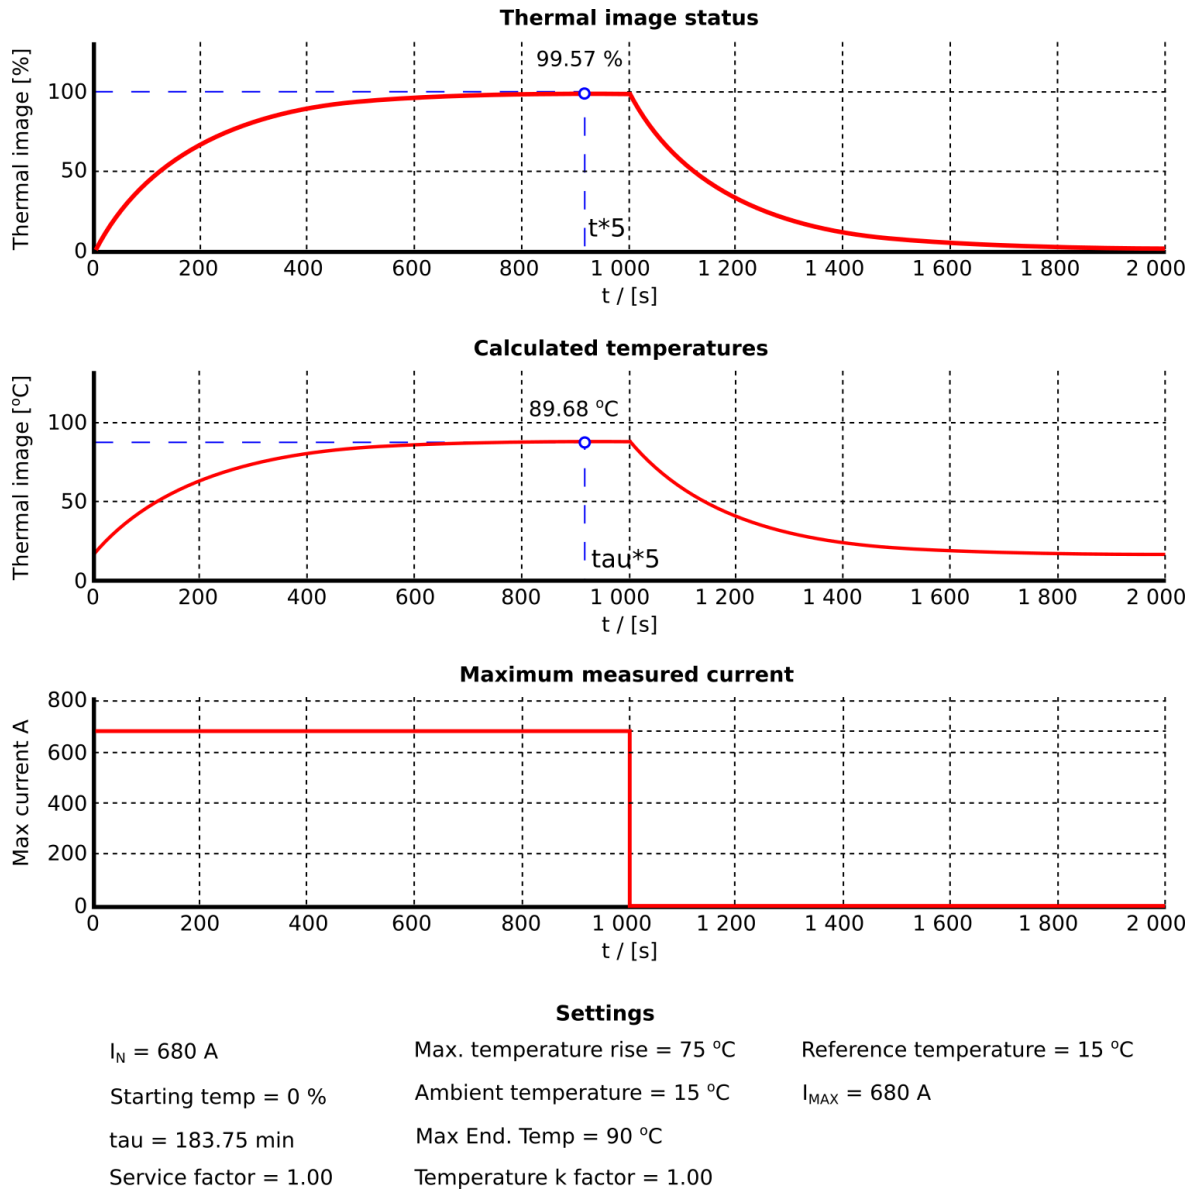 Thermal image status
Thermal image [%]
99.57 %
100
50
0
t*5
0 200 400 600 800 1 000 1 200 1 400 1 600 1 800 2 000
t / [s]
Calculated temperatures
Thermal image [ºC]
89.68 ºC
100
50
0
tau*5
0 200 400 600 800 1 000 1 200 1 400 1 600 1 800 2 000
t / [s]
Maximum measured current
Max current A
800
600
400
200
0
0 200 400 600 800 1 000 1 200 1 400 1 600 1 800 2 000
t / [s]
Settings
IN = 680 A Max. temperature rise = 75 ºC Reference temperature = 15 ºC
Starting temp = 0 % Ambient temperature = 15 ºC IMAX = 680 A
tau = 183.75 min Max End. Temp = 90 ºC
Service factor = 1.00 Temperature k factor = 1.00